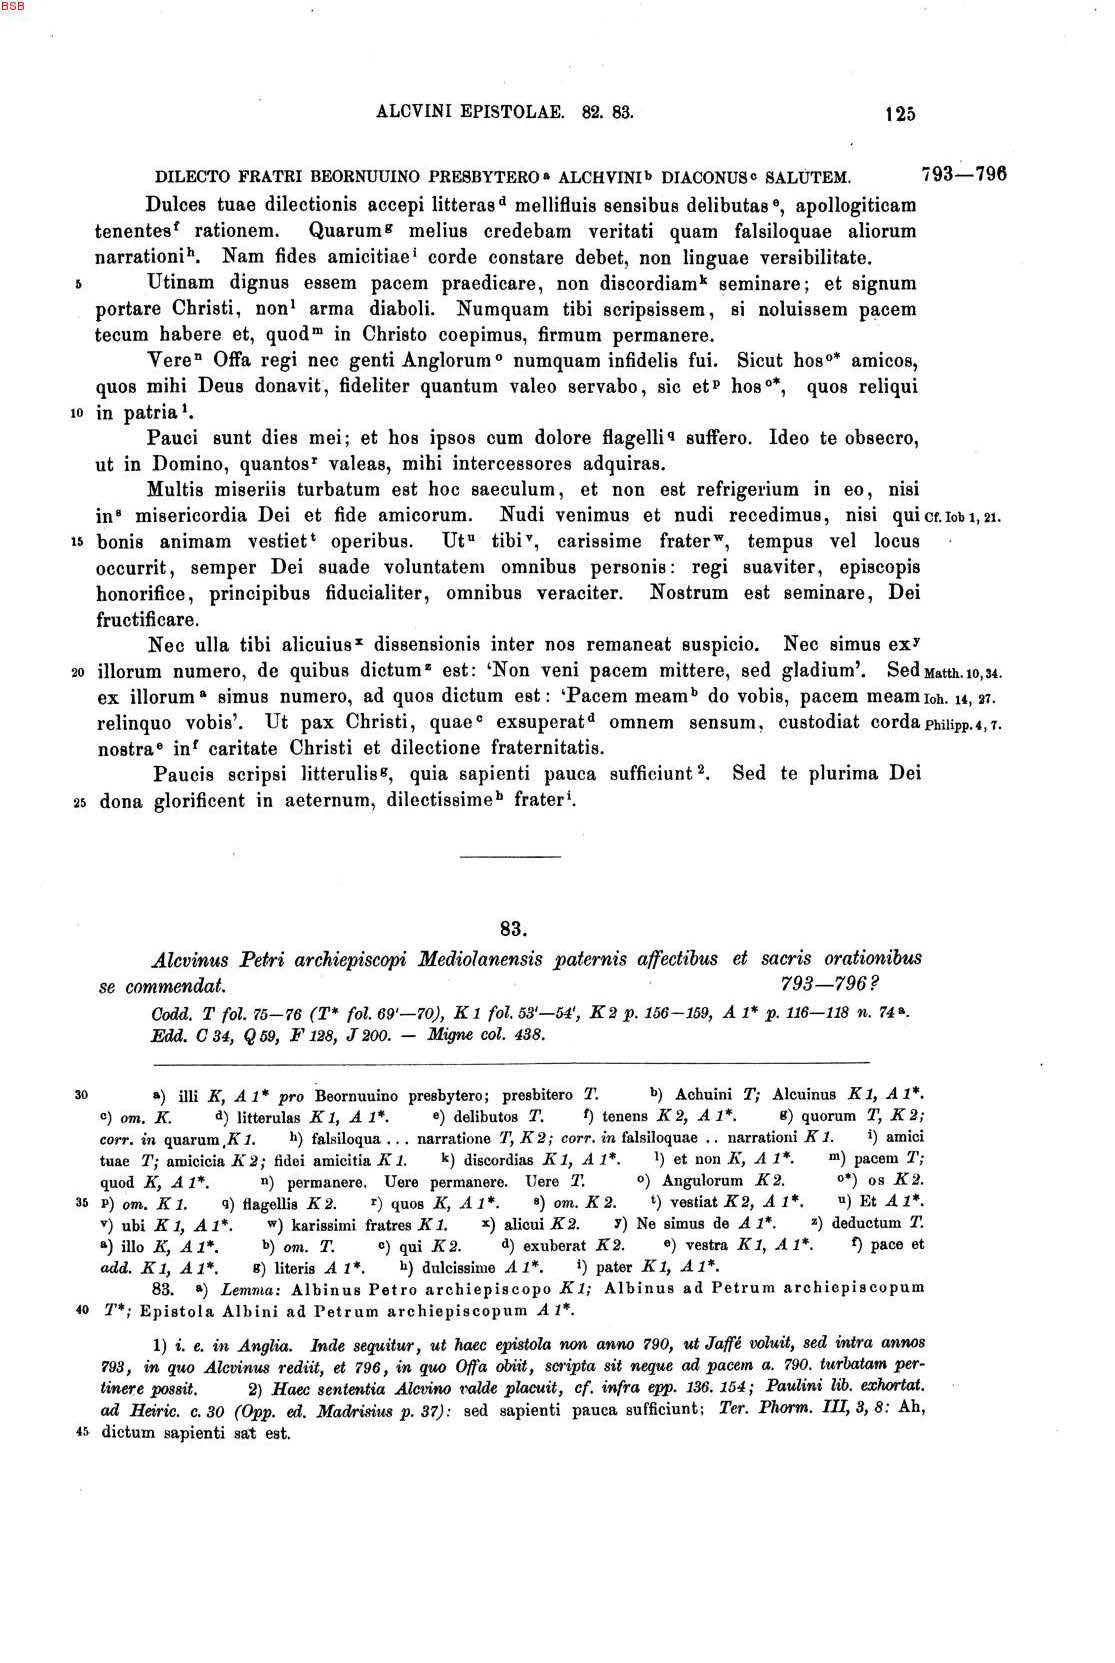 BSB
ALCVINI EPISTOLAE. 82. 83. 125
DILECTO FRATRI BEORNUUINO PRESBYTERO a ALCHVINI b DIACONUS c SALUTEM. 793—796
Dulces tuae dilectionis accepi litteras d mellifluis sensibus delibutas e, apollogiticam
tenentes f rationem. Quarum g melius credebam veritati quam falsiloquae aliorum
narrationi h. Nam fides amicitiae i corde constare debet, non linguae versibilitate.
5 Utinam dignus essem pacem praedicare, non discordiam k seminare; et signum
portare Christi, non l arma diaboli. Numquam tibi scripsissem, si noluissem pacem
tecum habere et, quod m in Christo coepimus, firmum permanere.
Vere n Offa regi nec genti Anglorum o numquam infidelis fui. Sicut hos o* amicos,
quos mihi Deus donavit, fideliter quantum valeo servabo, sic et p hos o*, quos reliqui
10 in patria 1.
Pauci sunt dies mei; et hos ipsos cum dolore flagelli q suffero. Ideo te obsecro,
ut in Domino, quantos r valeas, mihi intercessores adquiras.
Multis miseriis turbatum est hoc saeculum, et non est refrigerium in eo, nisi
in s misericordia Dei et fide amicorum. Nudi venimus et nudi recedimus, nisi qui Cf. Iob 1, 21.
15 bonis animam vestiet t operibus. Ut u tibi v, carissime frater w, tempus vel locus
occurrit, semper Dei suade voluntatem omnibus personis: regi suaviter, episcopis
honorifice, principibus fiducialiter, omnibus veraciter. Nostrum est seminare, Dei
fructificare.
Nec ulla tibi alicuius x dissensionis inter nos remaneat suspicio. Nec simus ex y
20 illorum numero, de quibus dictum z est: ‘Non veni pacem mittere, sed gladium’. Sed Matth. 10, 34.
ex illorum a simus numero, ad quos dictum est: ‘Pacem meam b do vobis, pacem meam Ioh. 14, 27.
relinquo vobis’. Ut pax Christi, quae c exsuperat d omnem sensum, custodiat corda Philipp. 4, 7.
nostra e in f caritate Christi et dilectione fraternitatis.
Paucis scripsi litterulis g, quia sapienti pauca sufficiunt 2. Sed te plurima Dei
25 dona glorificent in aeternum, dilectissime h frater i.
83.
Alcvinus Petri archiepiscopi Mediolanensis paternis affectibus et sacris orationibus
se commendat. 793—796?
Codd. T fol. 75—76 (T* fol. 69'—70), K 1 fol. 53'—54', K 2 p. 156—159, A 1* p. 116—118 n. 74 a.
Edd. C 34, Q 59, F 128, J 200. — Migne col. 438.
30 a) illi K, A 1* pro Beornuuino presbytero; presbitero T. b) Achuini T; Alcuinus K 1, A 1*.
c) om. K. d) litterulas K 1, A 1*. e) delibutos T. f) tenens K 2, A 1*. g) quorum T, K 2;
corr. in quarum K 1. h) falsiloqua ... narratione T, K 2; corr. in falsiloquae .. narrationi K 1. i) amici
tuae T; amicicia K 2; fidei amicitia K 1. k) discordias K 1, A 1*. l) et non K, A 1*. m) pacem T;
quod K, A 1*. n) permanere. Uere permanere. Uere T. o) Angulorum K 2. o*) os K 2.
35 p) om. K 1. q) flagellis K 2. r) quos K, A 1*. s) om. K 2. t) vestiat K 2, A 1*. u) Et A 1*.
v) ubi K 1, A 1*. w) karissimi fratres K 1. x) alicui K 2. y) Ne simus de A 1*. z) deductum T.
a) illo K, A 1*. b) om. T. c) qui K 2. d) exuberat K 2. e) vestra K 1, A 1*. f) pace et
add. K 1, A 1*. g) literis A 1*. h) dulcissime A 1*. i) pater K 1, A 1*.
83. a) Lemma: Albinus Petro archiepiscopo K 1; Albinus ad Petrum archiepiscopum
40 T*; Epistola Albini ad Petrum archiepiscopum A 1*.
1) i. e. in Anglia. Inde sequitur, ut haec epistola non anno 790, ut Jaffé voluit, sed intra annos
793, in quo Alcvinus rediit, et 796, in quo Offa obiit, scripta sit neque ad pacem a. 790. turbatam per-
tinere possit. 2) Haec sententia Alcvino valde placuit, cf. infra epp. 136. 154; Paulini lib. exhortat.
ad Heiric. c. 30 (Opp. ed. Madrisius p. 37): sed sapienti pauca sufficiunt; Ter. Phorm. III, 3, 8: Ah,
45 dictum sapienti sat est.